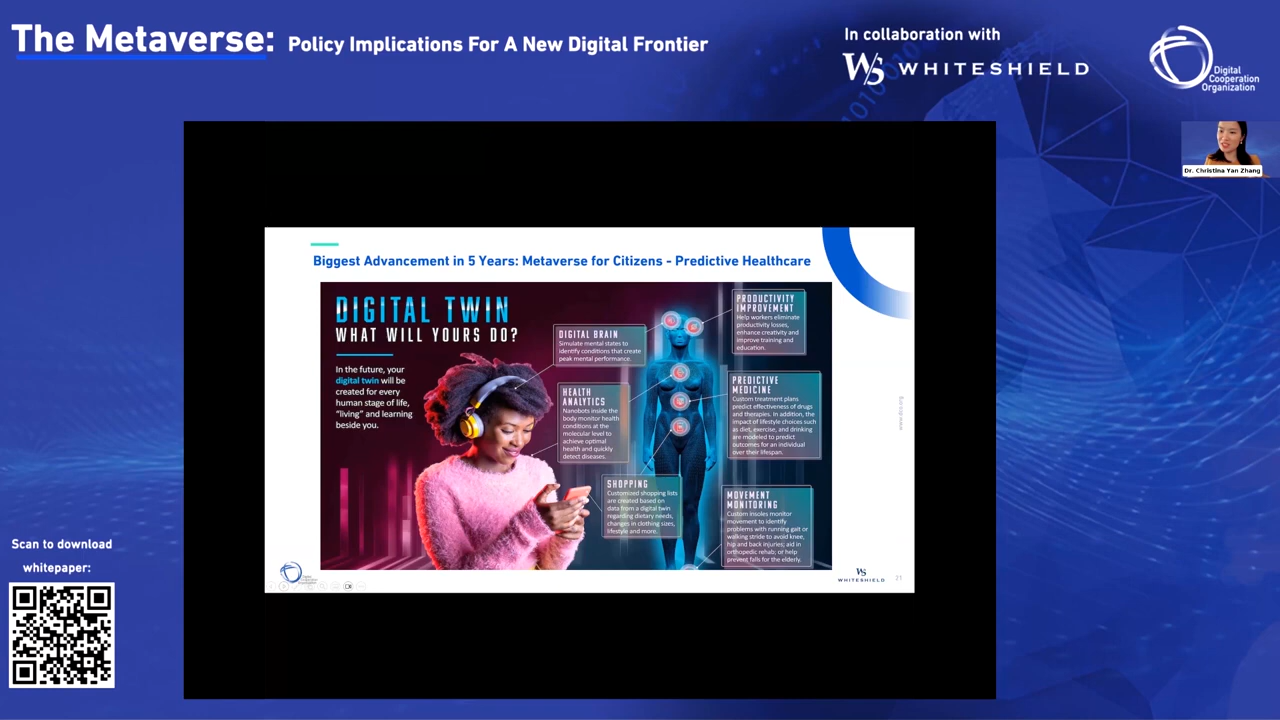 The Metaverse: Policy Implications For A New Digital Frontier
In collaboration with
WS WHITESHIELD
Digital
Cooperation
Organization
Dr. Christina Yan Zhang
Biggest Advancement in 5 Years: Metaverse for Citizens - Predictive Healthcare
DIGITAL TWIN
WHAT WILL YOURS DO?
In the future, your
digital twin will be
created for every
human stage of life,
“living” and learning
beside you.
DIGITAL BRAIN
Simulate mental states to
identify conditions that create
peak mental performance.
HEALTH
ANALYTICS
Nanobots inside the
body monitor health
conditions at the
molecular level to
achieve optimal
health and quickly
detect diseases.
SHOPPING
Customized shopping lists
are created based on
data from a digital twin
regarding dietary needs,
changes in clothing sizes,
lifestyle and more.
PRODUCTIVITY
IMPROVEMENT
Help workers eliminate
productivity losses,
enhance creativity and
improve training and
education.
PREDICTIVE
MEDICINE
Custom treatment plans
predict effectiveness of drugs
and therapies. In addition, the
impact of lifestyle choices such
as diet, exercise, and drinking
are modeled to predict
outcomes for an individual
over their lifespan.
MOVEMENT
MONITORING
Custom insoles monitor
movement to identify
problems with running gait or
walking stride to avoid knee,
hip and back injuries; aid in
orthopedic rehab; or help
prevent falls for the elderly.
WS
WHITESHIELD
21
Scan to download
whitepaper: